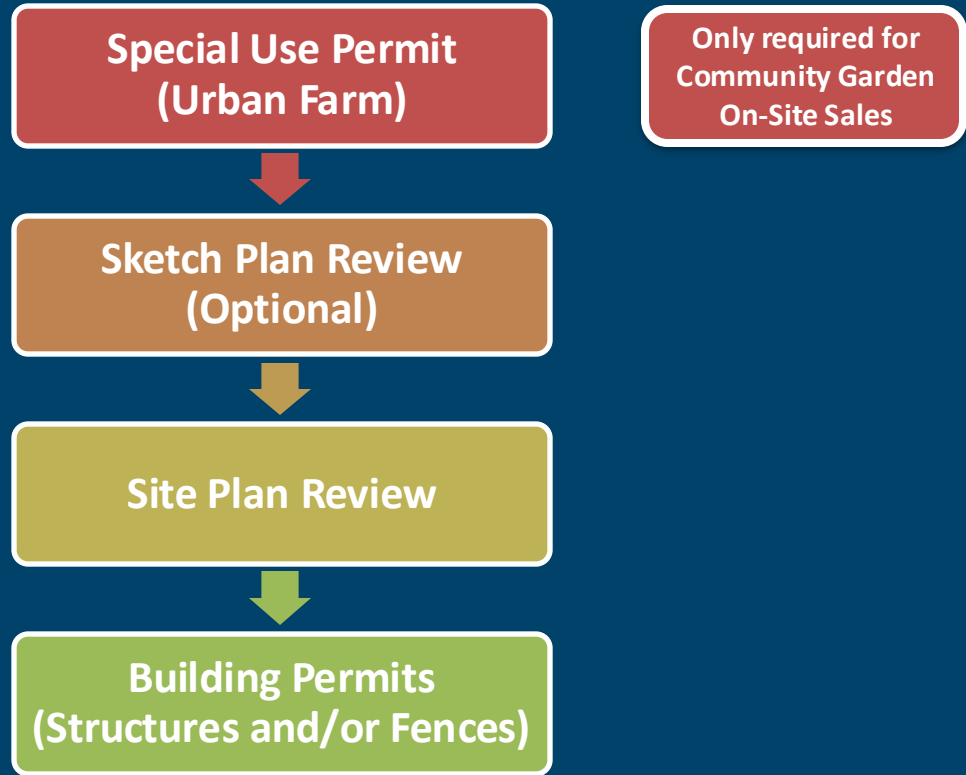 Special Use Permit
(Urban Farm)
Only required for
Community Garden
On-Site Sales
Sketch Plan Review
(Optional)
Site Plan Review
Building Permits
(Structures and/or Fences)